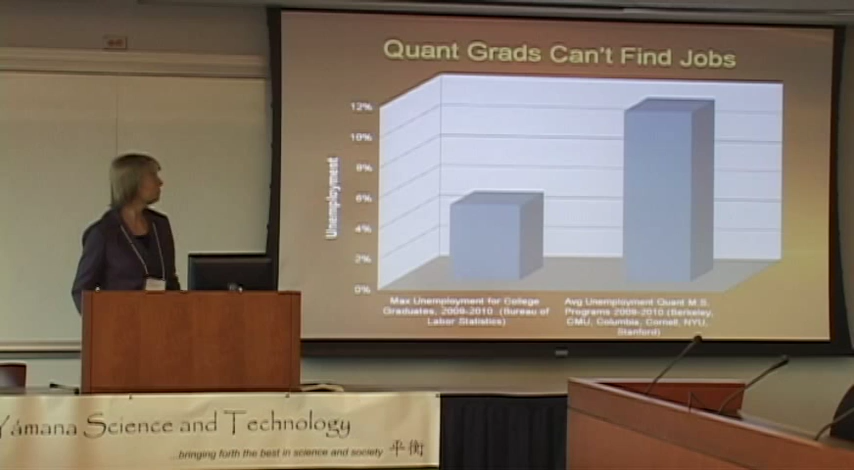 Quant Grads Can't Find Jobs
12%
10%
8%
6%
4%
2%
0%
Unemployment
Max Unemployment for College
Graduates, 2009-2010 (Bureau of
Labor Statistics)
Avg Unemployment Quant M.S.
Programs 2009-2010 (Berkeley,
CMU, Columbia, Cornell, NYU,
Stanford)
Yámana Science and Technology
...bringing forth the best in science and society 平衡